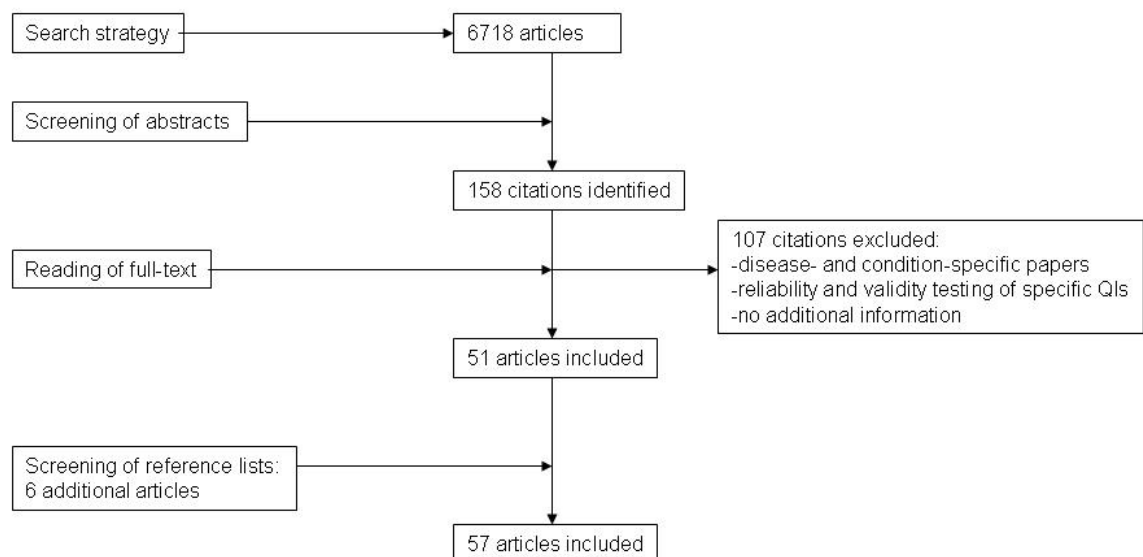 Search strategy
6718 articles
Screening of abstracts
158 citations identified
Reading of full-text
107 citations excluded:
-disease- and condition-specific papers
-reliability and validity testing of specific QIs
-no additional information
51 articles included
Screening of reference lists:
6 additional articles
57 articles included